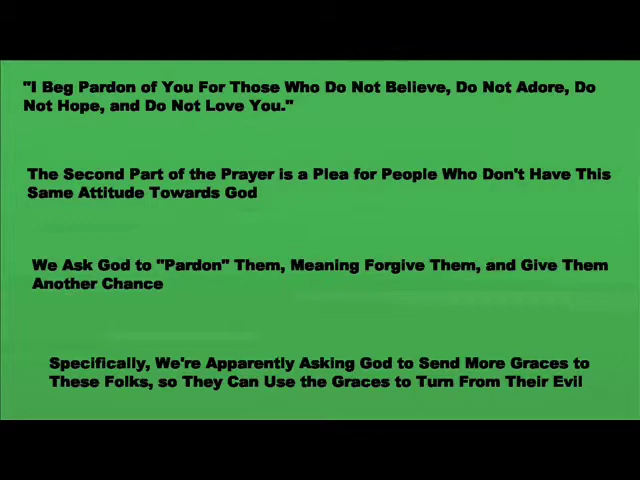 "I Beg Pardon of You For Those Who Do Not Believe, Do Not Adore, Do
Not Hope, and Do Not Love You."
The Second Part of the Prayer is a Plea for People Who Don't Have This
Same Attitude Towards God
We Ask God to "Pardon" Them, Meaning Forgive Them, and Give Them
Another Chance
Specifically, We're Apparently Asking God to Send More Graces to
These Folks, so They Can Use the Graces to Turn From Their Evil